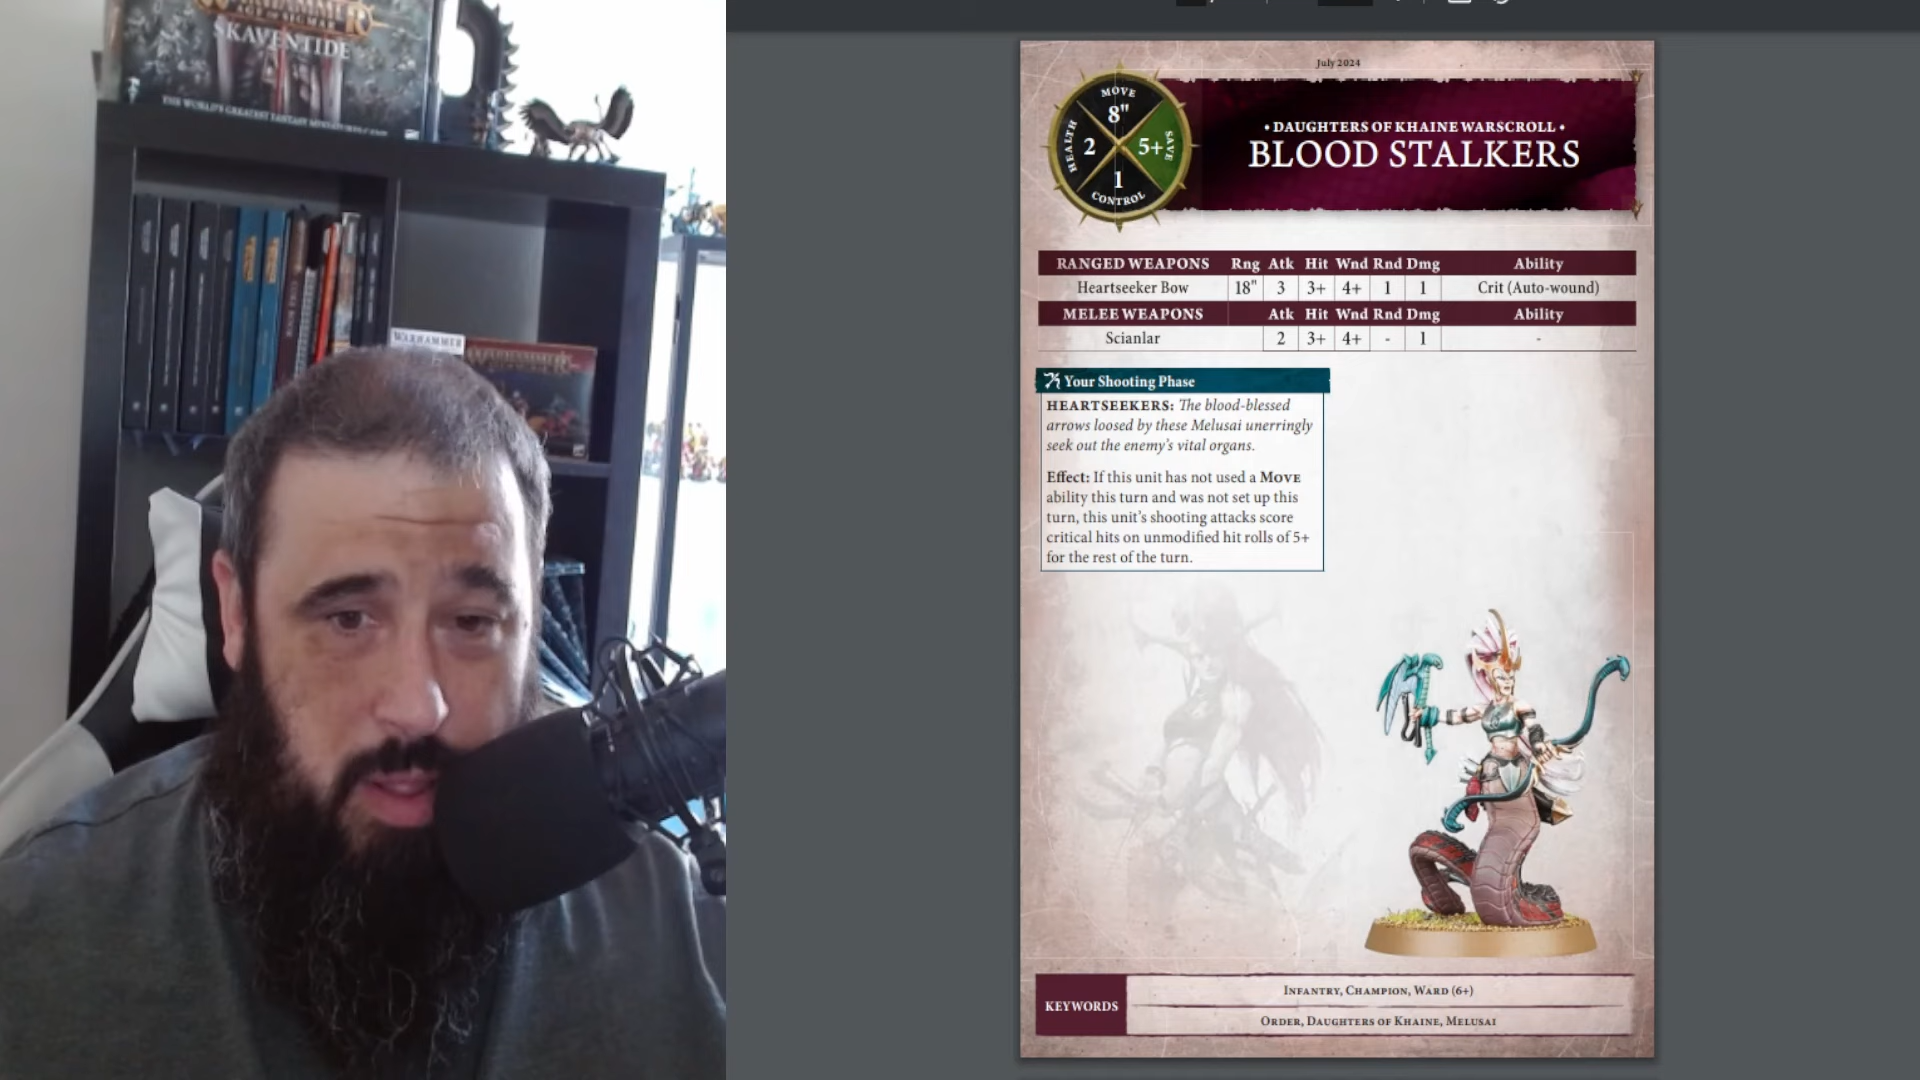 SKAVENTIDE
WARHAMMER
WARHAMMER
July 2024
MOVE
8"
HEALTH
2
5+
SAVE
1
CONTROL
• DAUGHTERS OF KHAINE WARSCROLL •
BLOOD STALKERS
RANGED WEAPONS Rng Atk Hit Wnd Rnd Dmg Ability
Heartseeker Bow 18" 3 3+ 4+ 1 1 Crit (Auto-wound)
MELEE WEAPONS Atk Hit Wnd Rnd Dmg Ability
Scianlar 2 3+ 4+ - 1 -
Your Shooting Phase
HEARTSEEKERS: The blood-blessed
arrows loosed by these Melusai unerringly
seek out the enemy's vital organs.
Effect: If this unit has not used a MOVE
ability this turn and was not set up this
turn, this unit's shooting attacks score
critical hits on unmodified hit rolls of 5+
for the rest of the turn.
KEYWORDS
INFANTRY, CHAMPION, WARD (6+)
ORDER, DAUGHTERS OF KHAINE, MELUSAI